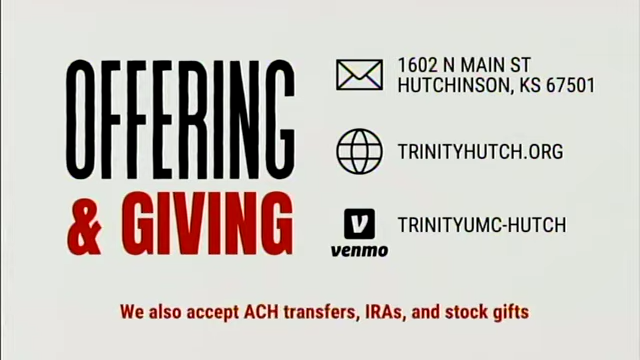 OFFERING
& GIVING
1602 N MAIN ST
HUTCHINSON, KS 67501
TRINITYHUTCH.ORG
V
venmo
TRINITYUMC-HUTCH
We also accept ACH transfers, IRAs, and stock gifts